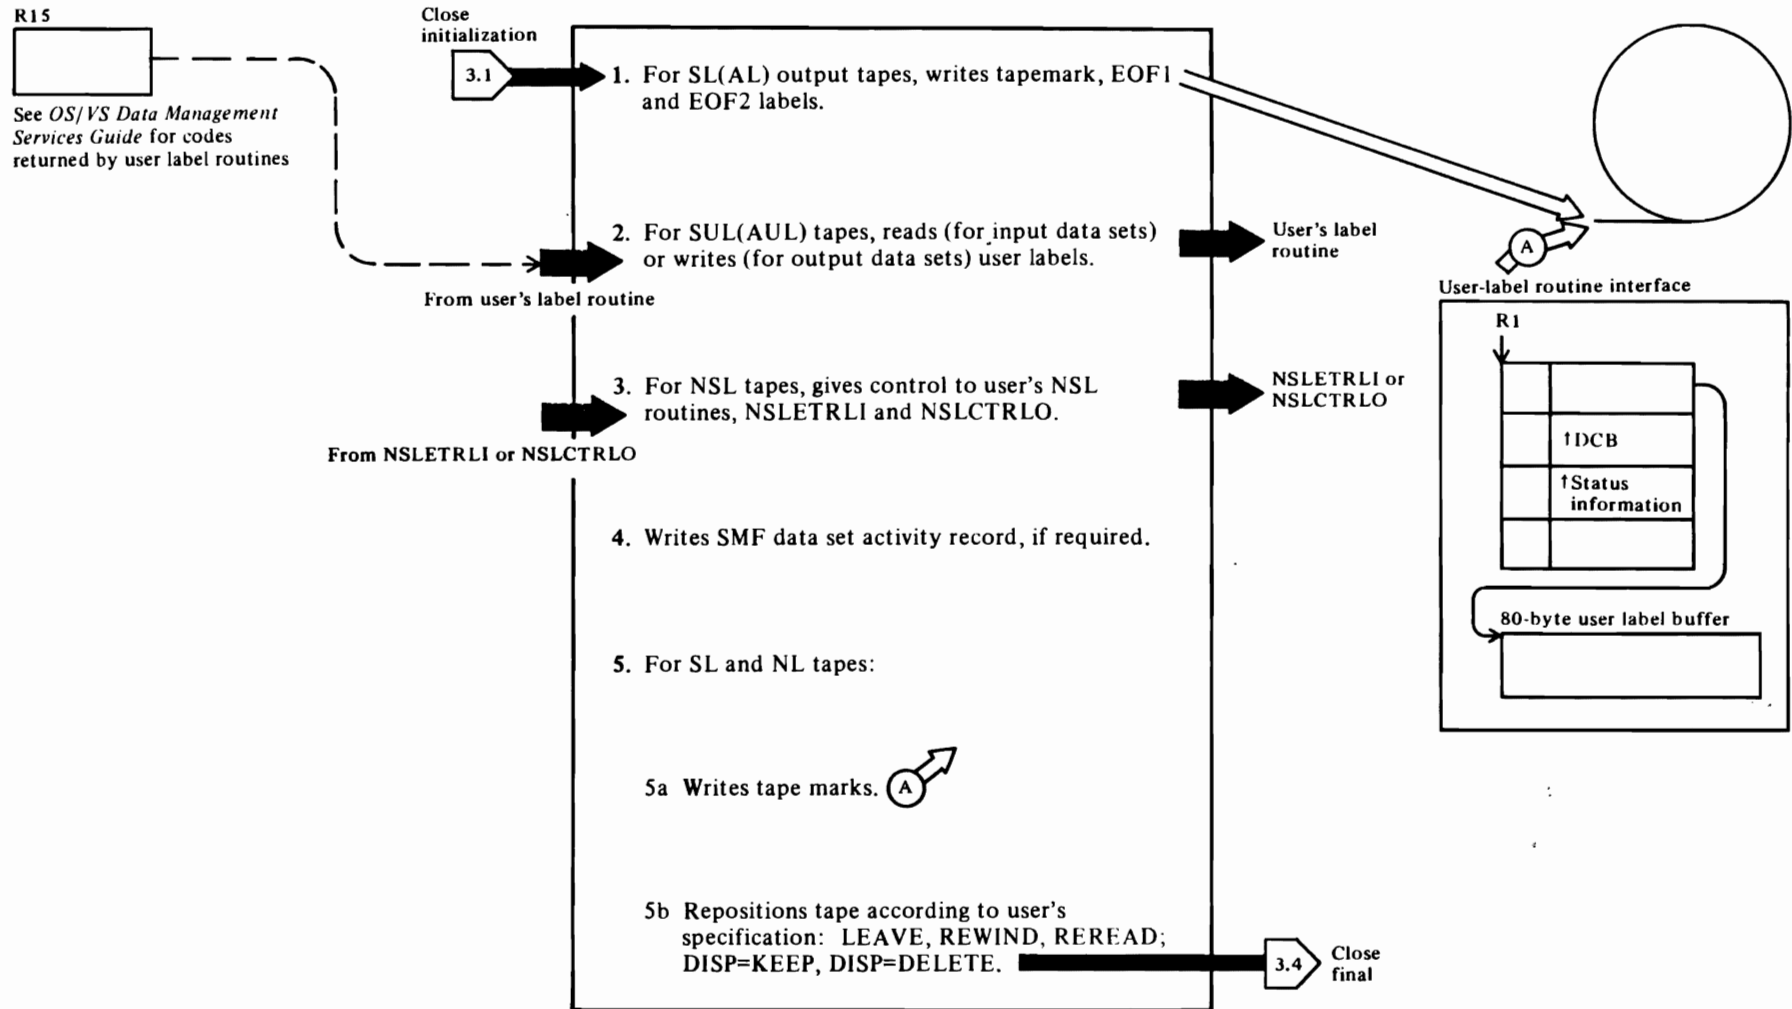 R15
See OS/VS Data Management
Services Guide for codes
returned by user label routines
Close
initialization
3.1
1. For SL(AL) output tapes, writes tapemark, EOF1
and EOF2 labels.
2. For SUL(AUL) tapes, reads (for input data sets)
or writes (for output data sets) user labels.
From user's label routine
User's label
routine
3. For NSL tapes, gives control to user's NSL
routines, NSLETRLI and NSLCTRLO.
From NSLETRLI or NSLCTRLO
NSLETRLI or
NSLCTRLO
4. Writes SMF data set activity record, if required.
5. For SL and NL tapes:
5a Writes tape marks. A
5b Repositions tape according to user's
specification: LEAVE, REWIND, REREAD;
DISP=KEEP, DISP=DELETE.
3.4
Close
final
A
User-label routine interface
R1
↑DCB
↑Status
information
80-byte user label buffer